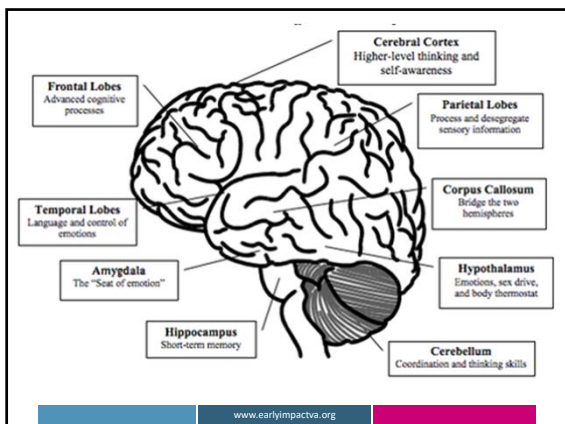 Cerebral Cortex
Higher-level thinking and
self-awareness
Frontal Lobes
Advanced cognitive
processes
Parietal Lobes
Process and desegregate
sensory information
Corpus Callosum
Bridge the two
hemispheres
Temporal Lobes
Language and control of
emotions
Amygdala
The "Seat of emotion"
Hypothalamus
Emotions, sex drive,
and body thermostat
Hippocampus
Short-term memory
Cerebellum
Coordination and thinking skills
www.earlyimpactva.org